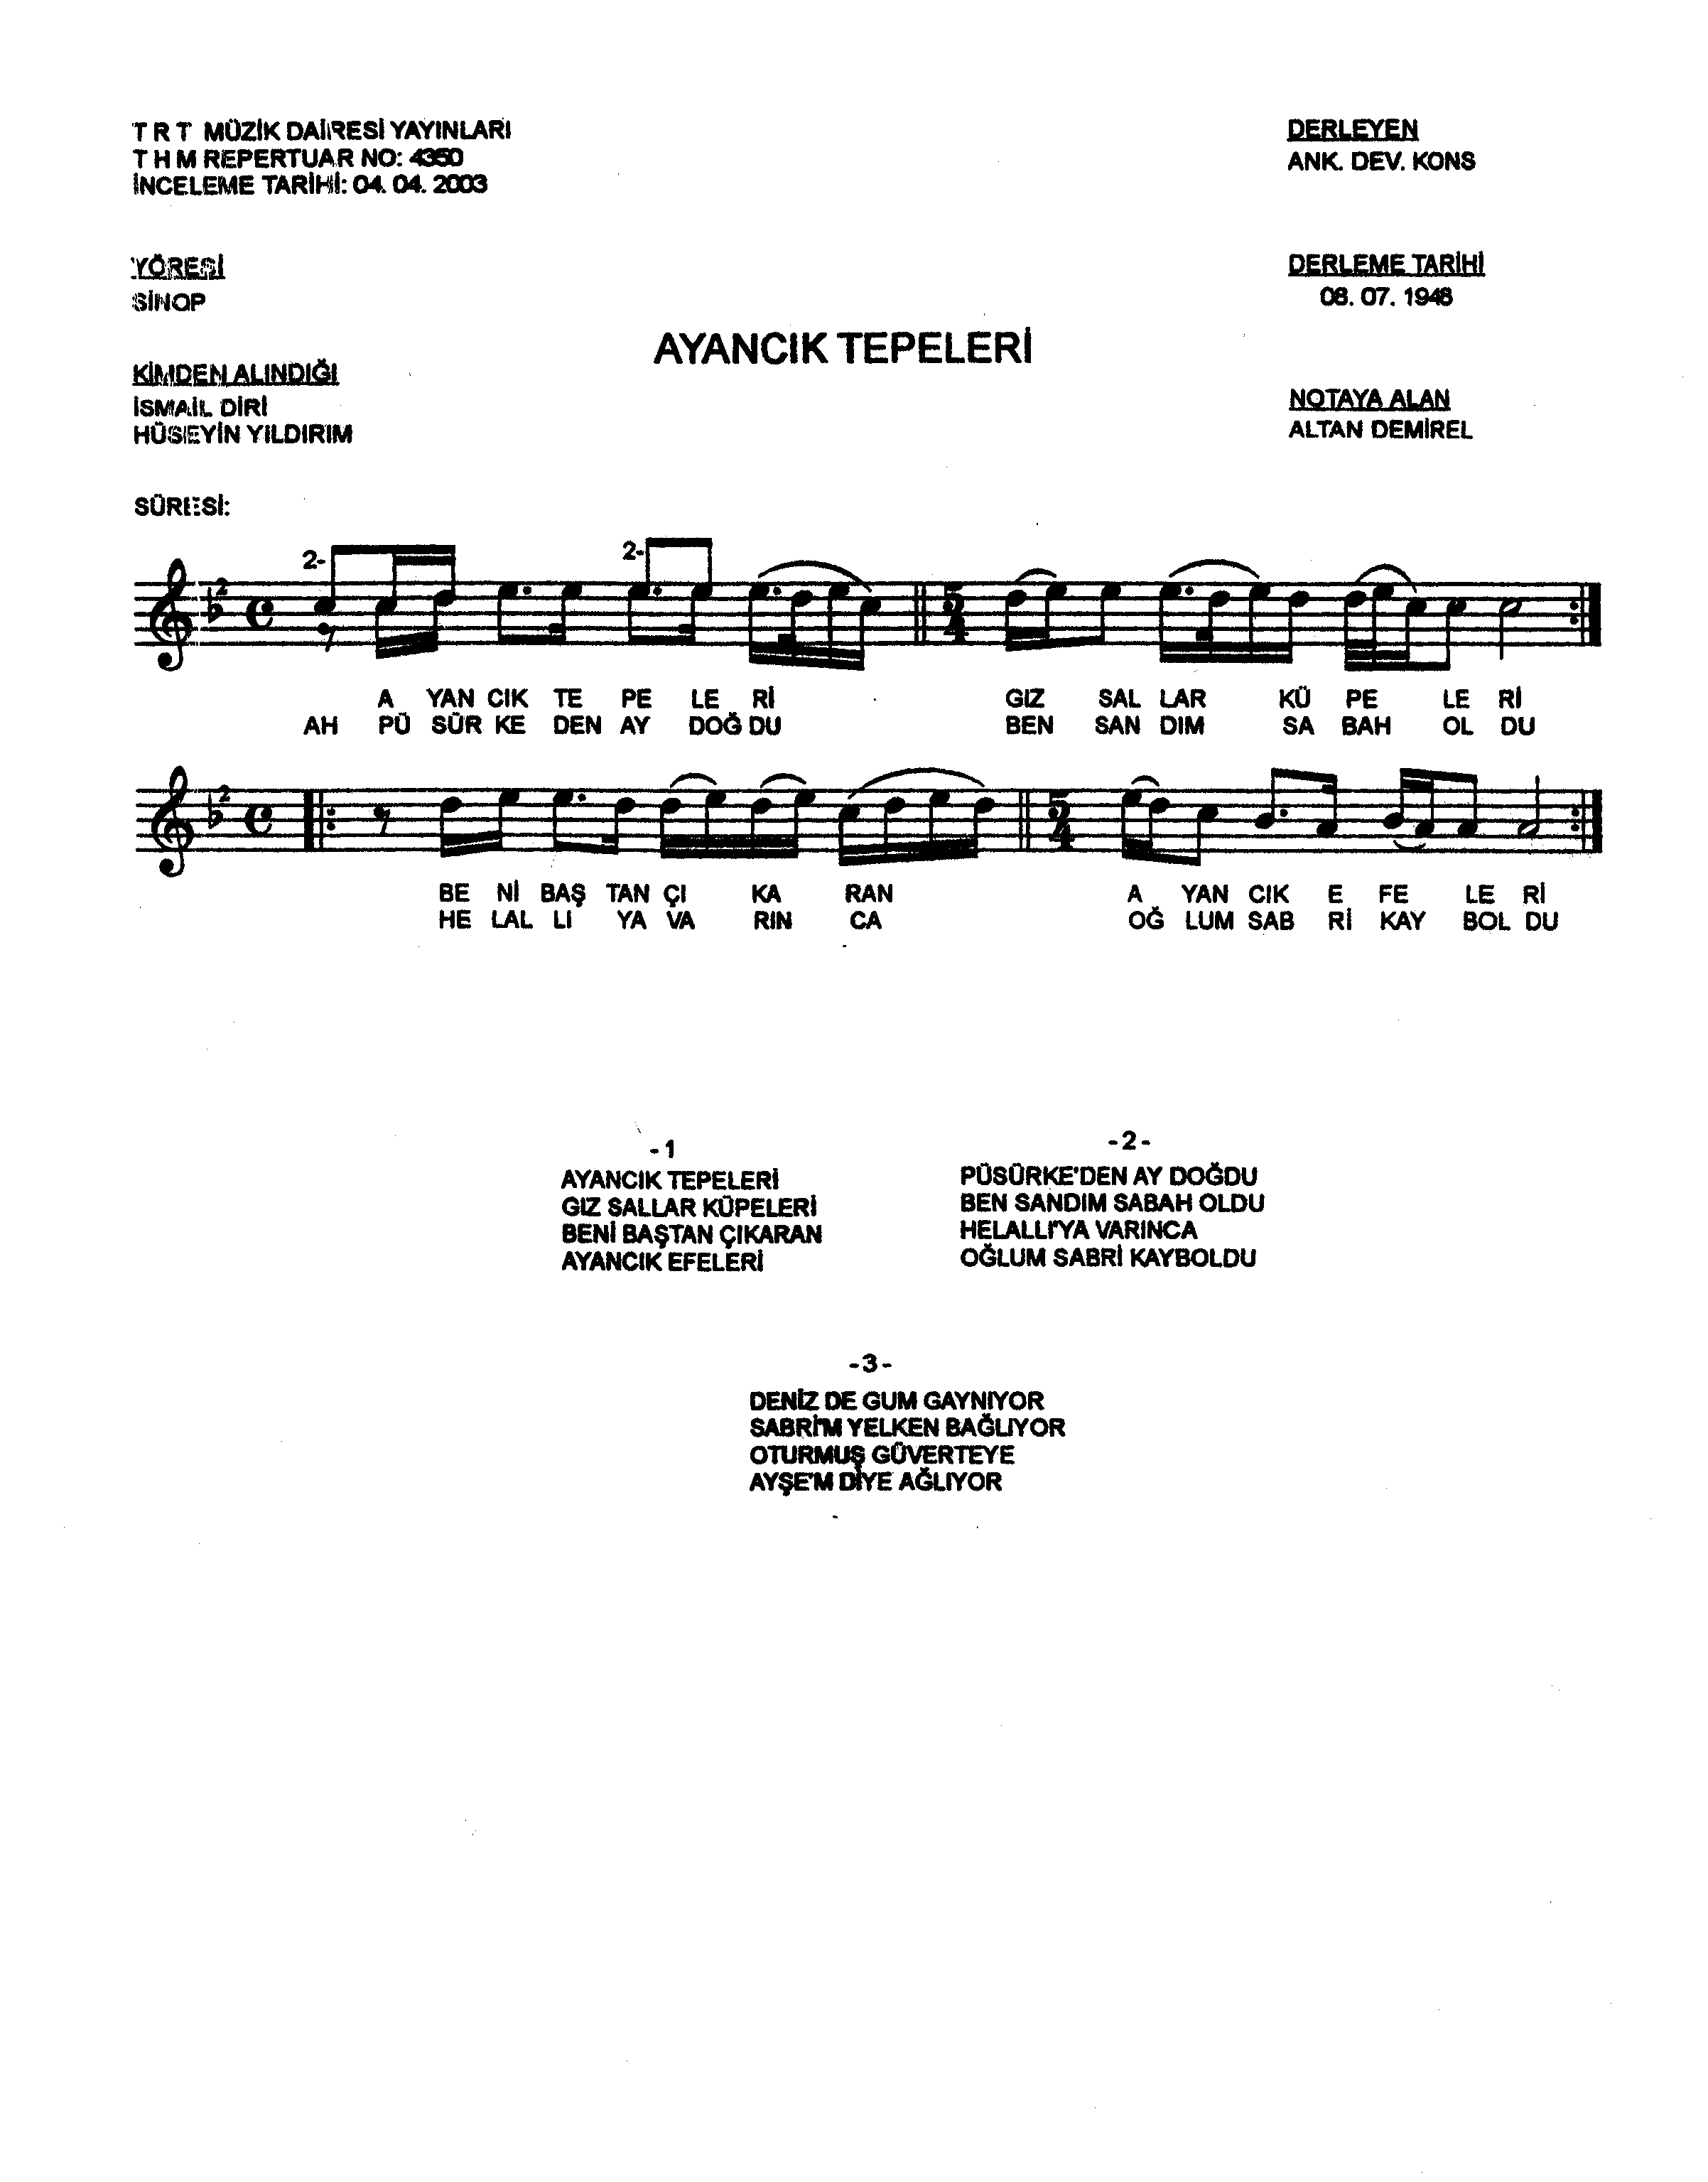 T R T MÜZİK DAİRESİ YAYINLARI
T H M REPERTUAR NO: 4350
İNCELEME TARİHİ: 04. 04. 2003
DERLEYEN
ANK. DEV. KONS
YÖRESİ
SİNOP
DERLEME TARİHİ
08. 07. 1948
AYANCIK TEPELERİ
KİMDEN ALINDIĞI
İSMAİL DİRİ
HÜSEYİN YILDIRIM
NOTAYA ALAN
ALTAN DEMİREL
SÜRESİ:
2- 2-
2 5 4
A YAN CIK TE PE LE Rİ GIZ SAL LAR KÜ PE LE Rİ
AH PÜ SÜR KE DEN AY DOĞ DU BEN SAN DIM SA BAH OL DU
2 5 4
BE Nİ BAŞ TAN ÇI KA RAN A YAN CIK E FE LE Rİ
HE LAL LI YA VA RIN CA OĞ LUM SAB Rİ KAY BOL DU
- 1
AYANCIK TEPELERİ
GIZ SALLAR KÜPELERİ
BENİ BAŞTAN ÇIKARAN
AYANCIK EFELERİ
- 2 -
PÜSÜRKE'DEN AY DOĞDU
BEN SANDIM SABAH OLDU
HELALLI'YA VARINCA
OĞLUM SABRİ KAYBOLDU
- 3 -
DENİZ DE GUM GAYNIYOR
SABRİ'M YELKEN BAĞLIYOR
OTURMUŞ GÜVERTEYE
AYŞE'M DİYE AĞLIYOR